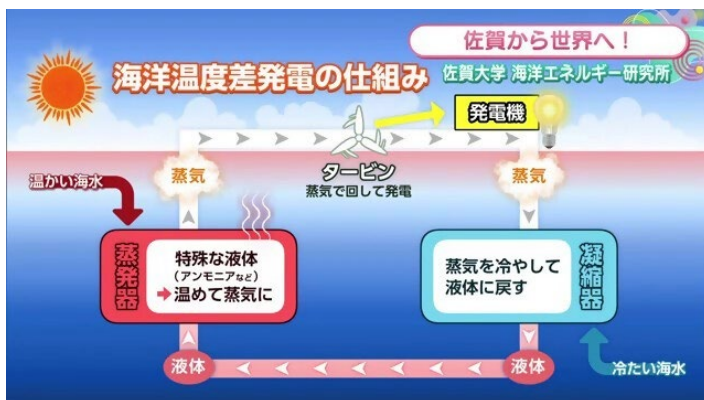 佐賀から世界へ！
海洋温度差発電の仕組み
佐賀大学 海洋エネルギー研究所
発電機
タービン
蒸気で回して発電
蒸気
蒸気
温かい海水
蒸発器
特殊な液体
（アンモニアなど）
➡温めて蒸気に
蒸気を冷やして
液体に戻す
凝縮器
液体
液体
冷たい海水